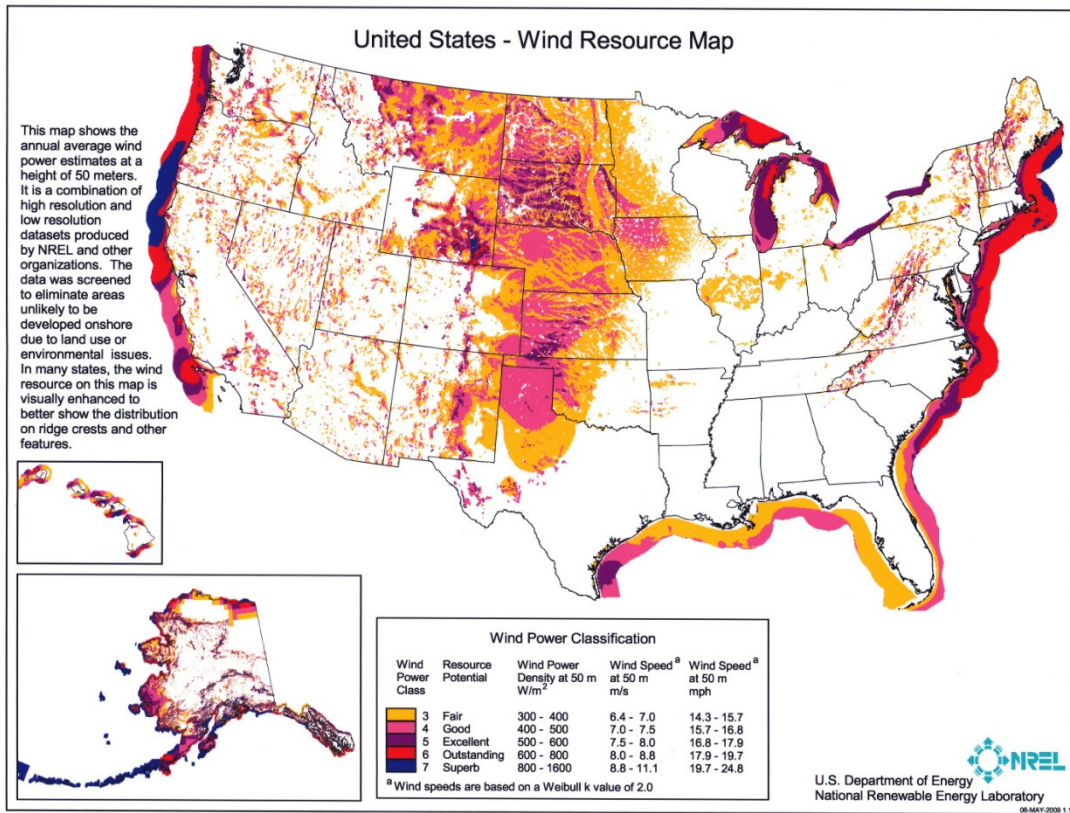 United States - Wind Resource Map
This map shows the
annual average wind
power estimates at a
height of 50 meters.
It is a combination of
high resolution and
low resolution
datasets produced
by NREL and other
organizations. The
data was screened
to eliminate areas
unlikely to be
developed onshore
due to land use or
environmental issues.
In many states, the wind
resource on this map is
visually enhanced to
better show the distribution
on ridge crests and other
features.
Wind Power Classification
Wind Resource Wind Power Wind Speed a Wind Speed a
Power Potential Density at 50 m at 50 m at 50 m
Class W/m2 m/s mph
3 Fair 300 - 400 6.4 - 7.0 14.3 - 15.7
4 Good 400 - 500 7.0 - 7.5 15.7 - 16.8
5 Excellent 500 - 600 7.5 - 8.0 16.8 - 17.9
6 Outstanding 600 - 800 8.0 - 8.8 17.9 - 19.7
7 Superb 800 - 1600 8.8 - 11.1 19.7 - 24.8
a Wind speeds are based on a Weibull k value of 2.0
NREL
U.S. Department of Energy
National Renewable Energy Laboratory
06-MAY-2009 1.1